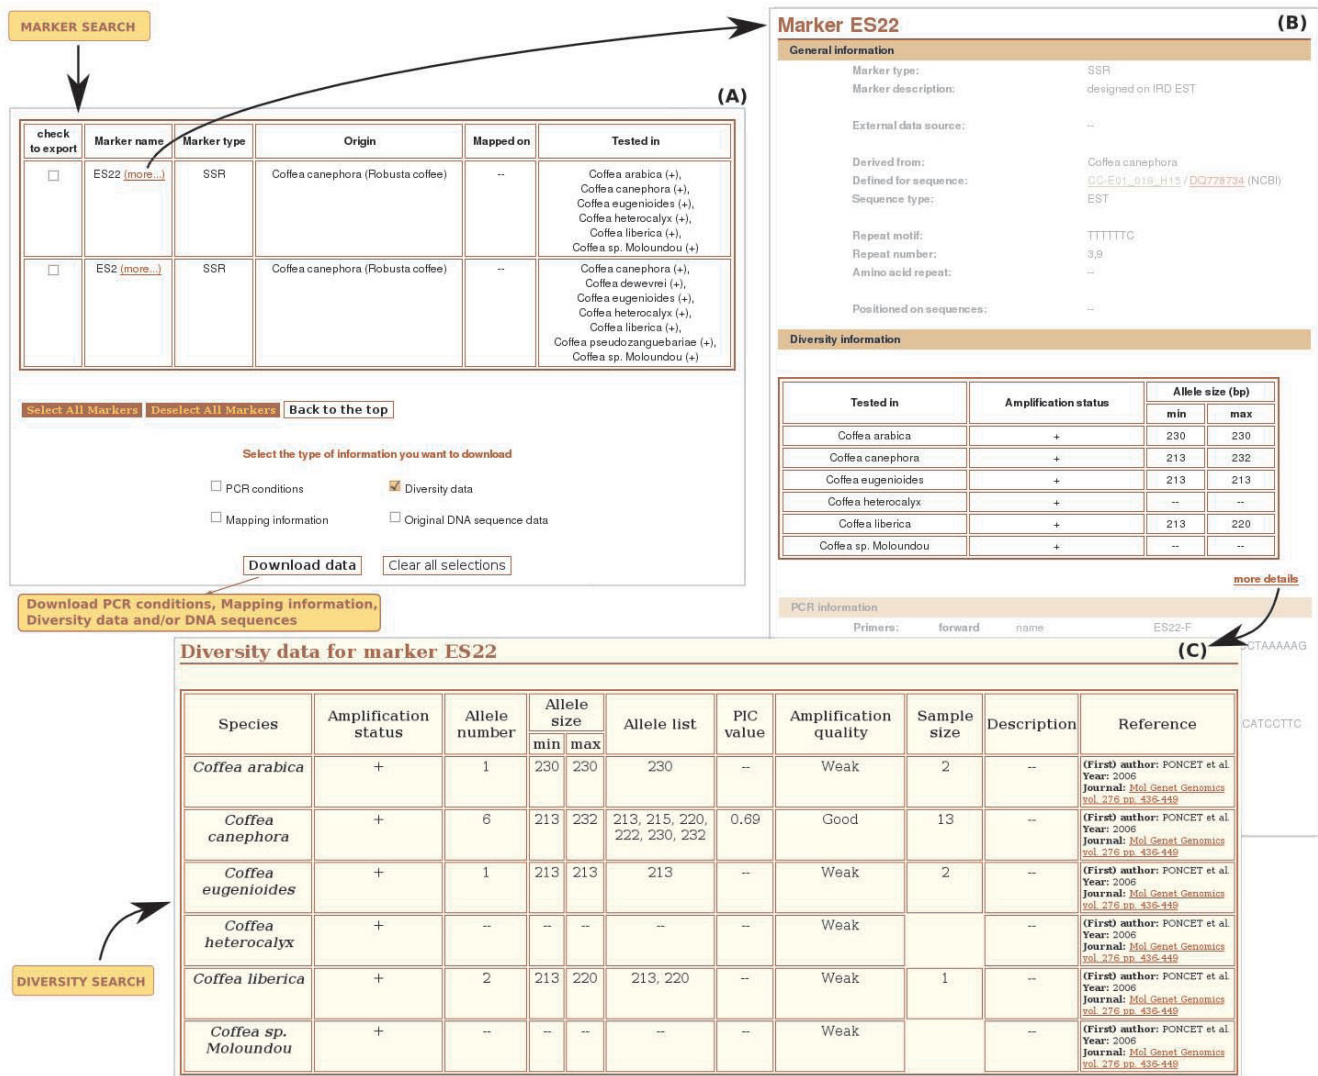 MARKER SEARCH
(A)
check to export | Marker name | Marker type | Origin | Mapped on | Tested in
ES22 (more...) | SSR | Coffea canephora (Robusta coffee) | -- | Coffea arabica (+),
Coffea canephora (+),
Coffea eugenioides (+),
Coffea heterocalyx (+),
Coffea liberica (+),
Coffea sp. Moloundou (+)
ES2 (more...) | SSR | Coffea canephora (Robusta coffee) | -- | Coffea canephora (+),
Coffea dewevrei (+),
Coffea eugenioides (+),
Coffea heterocalyx (+),
Coffea liberica (+),
Coffea pseudozanguebariae (+),
Coffea sp. Moloundou (+)
Select All Markers Deselect All Markers Back to the top
Select the type of information you want to download
PCR conditions Diversity data
Mapping information Original DNA sequence data
Download data Clear all selections
Download PCR conditions, Mapping information,
Diversity data and/or DNA sequences
Marker ES22 (B)
General information
Marker type: SSR
Marker description: designed on IRD EST
External data source: --
Derived from: Coffea canephora
Defined for sequence: CC-E01_019_H15 / DQ778734 (NCBI)
Sequence type: EST
Repeat motif: TTTTTTC
Repeat number: 3,9
Amino acid repeat: --
Positioned on sequences: --
Diversity information
Tested in | Amplification status | Allele size (bp)
min | max
Coffea arabica | + | 230 | 230
Coffea canephora | + | 213 | 232
Coffea eugenioides | + | 213 | 213
Coffea heterocalyx | + | -- | --
Coffea liberica | + | 213 | 220
Coffea sp. Moloundou | + | -- | --
more details
PCR information
Primers: forward name ES22-F
CTAAAAAG
CATCCTTC
Diversity data for marker ES22 (C)
Species | Amplification status | Allele number | Allele size | Allele list | PIC value | Amplification quality | Sample size | Description | Reference
min | max
Coffea arabica | + | 1 | 230 | 230 | 230 | -- | Weak | 2 | -- | (First) author: PONCET et al.
Year: 2006
Journal: Mol Genet Genomics
vol. 276 pp. 436-449
Coffea canephora | + | 6 | 213 | 232 | 213, 215, 220, 222, 230, 232 | 0.69 | Good | 13 | -- | (First) author: PONCET et al.
Year: 2006
Journal: Mol Genet Genomics
vol. 276 pp. 436-449
Coffea eugenioides | + | 1 | 213 | 213 | 213 | -- | Weak | 2 | -- | (First) author: PONCET et al.
Year: 2006
Journal: Mol Genet Genomics
vol. 276 pp. 436-449
Coffea heterocalyx | + | -- | -- | -- | -- | -- | Weak | | -- | (First) author: PONCET et al.
Year: 2006
Journal: Mol Genet Genomics
vol. 276 pp. 436-449
Coffea liberica | + | 2 | 213 | 220 | 213, 220 | -- | Weak | 1 | -- | (First) author: PONCET et al.
Year: 2006
Journal: Mol Genet Genomics
vol. 276 pp. 436-449
Coffea sp. Moloundou | + | -- | -- | -- | -- | -- | Weak | | -- | (First) author: PONCET et al.
Year: 2006
Journal: Mol Genet Genomics
vol. 276 pp. 436-449
DIVERSITY SEARCH